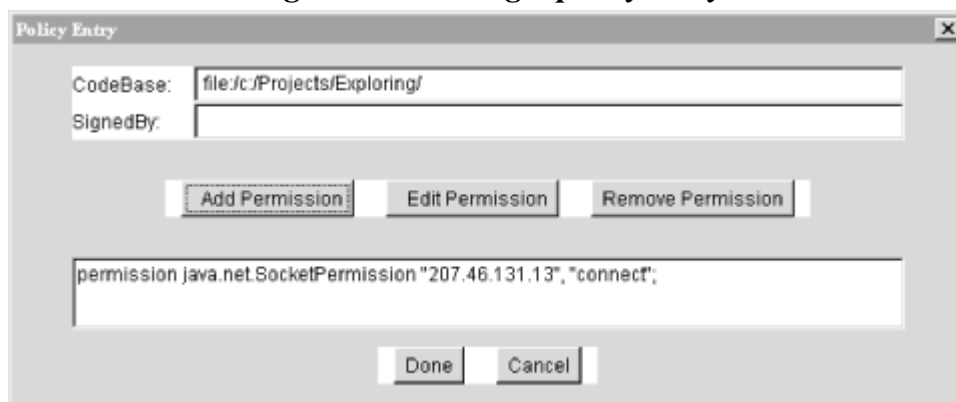 Policy Entry
CodeBase: file:/c:/Projects/Exploring/
SignedBy:
Add Permission Edit Permission Remove Permission
permission java.net.SocketPermission "207.46.131.13", "connect";
Done Cancel